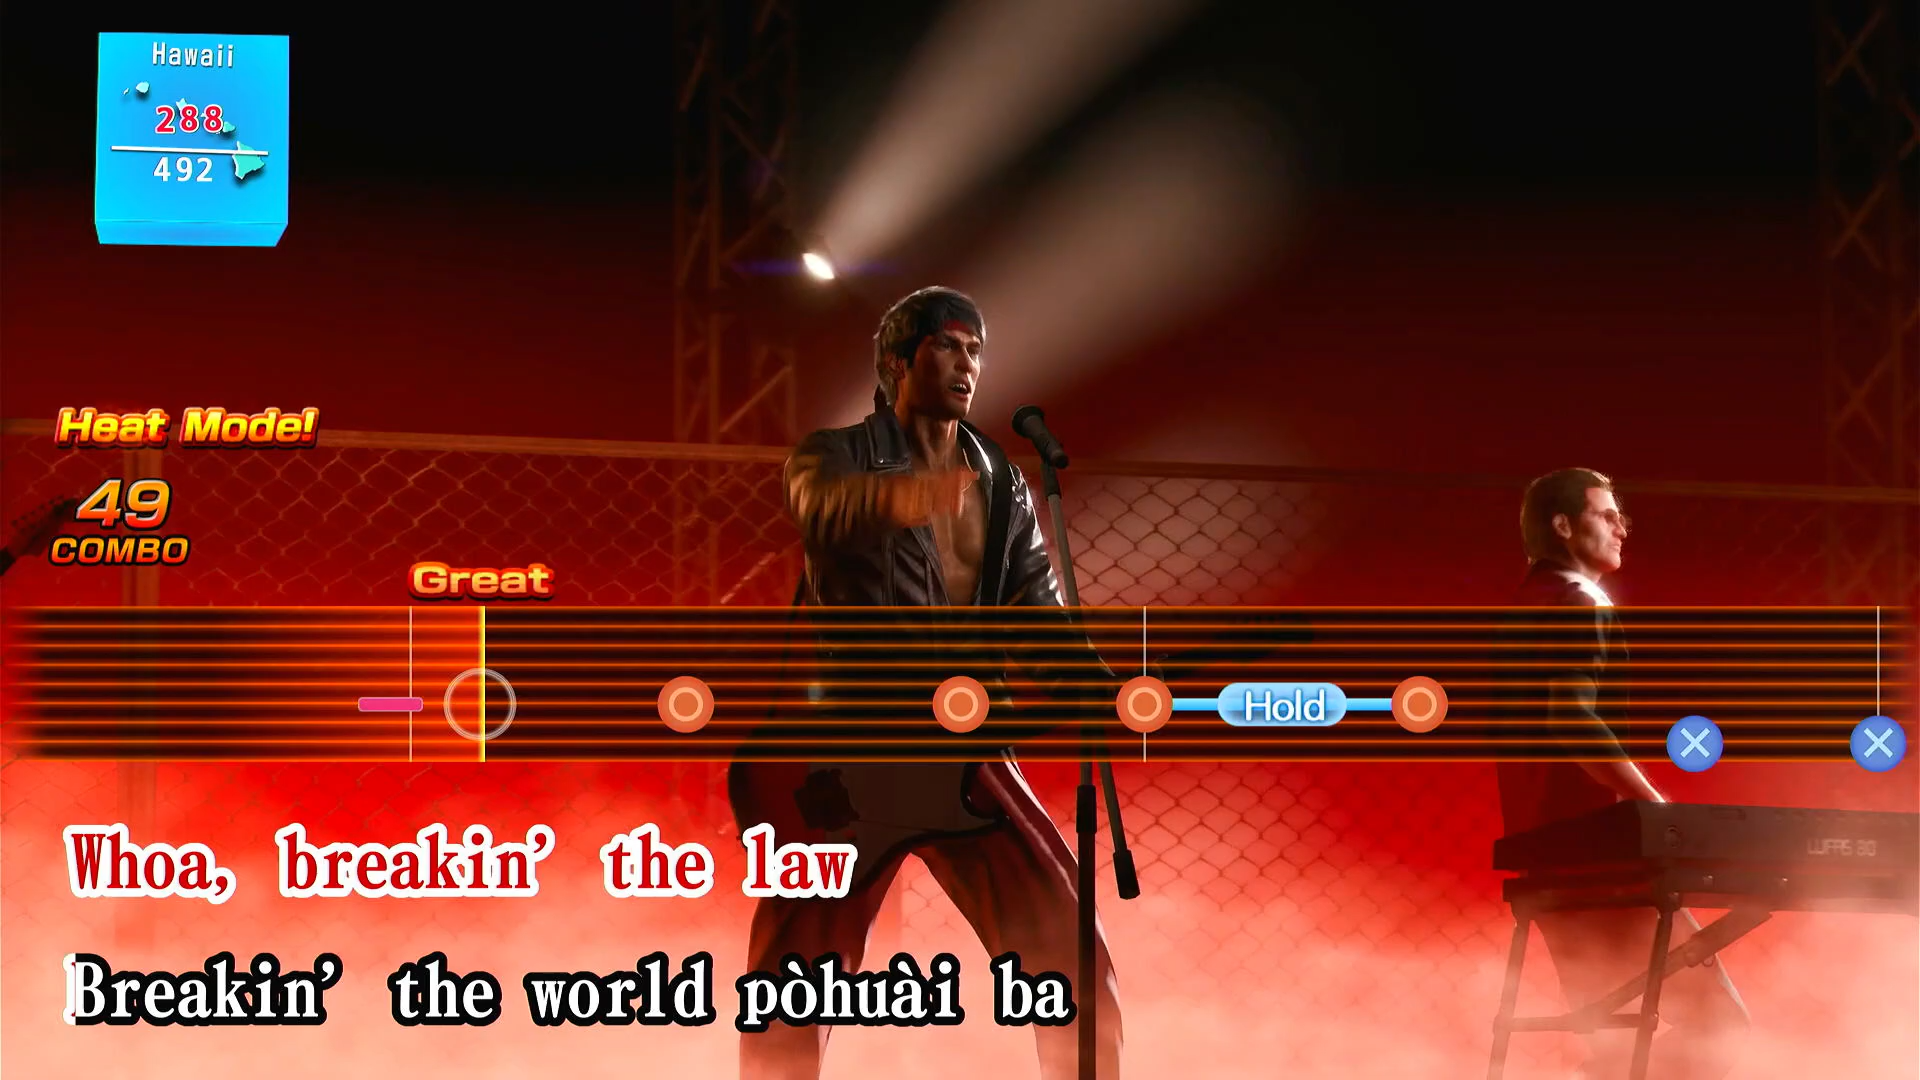 Hawaii
288
492
Heat Mode!
49
COMBO
Great
Hold
Whoa, breakin' the law
Breakin' the world pòhuài ba